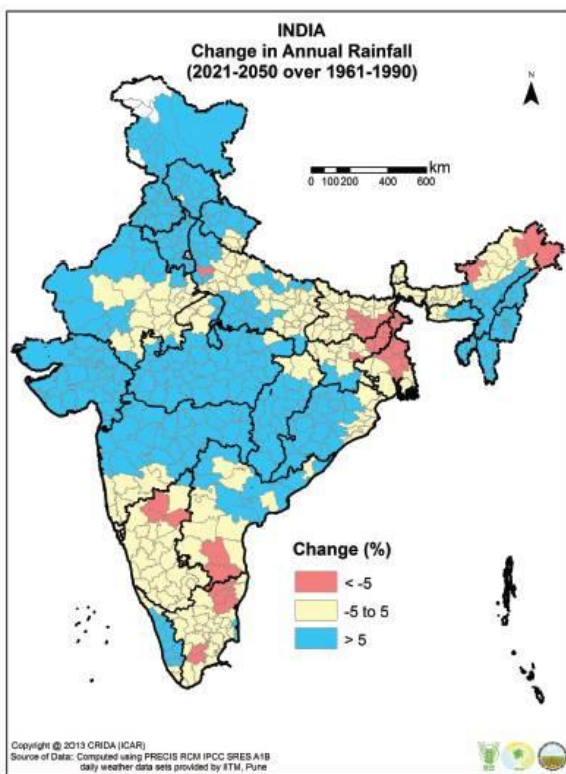 INDIA
Change in Annual Rainfall
(2021-2050 over 1961-1990)
N
km
0 100200 400 600
Change (%)
< -5
-5 to 5
> 5
Copyright @ 2013 CRIDA (ICAR)
Source of Data: Computed using PRECIS RCM IPCC SRES A1B
daily weather data sets provided by IITM, Pune